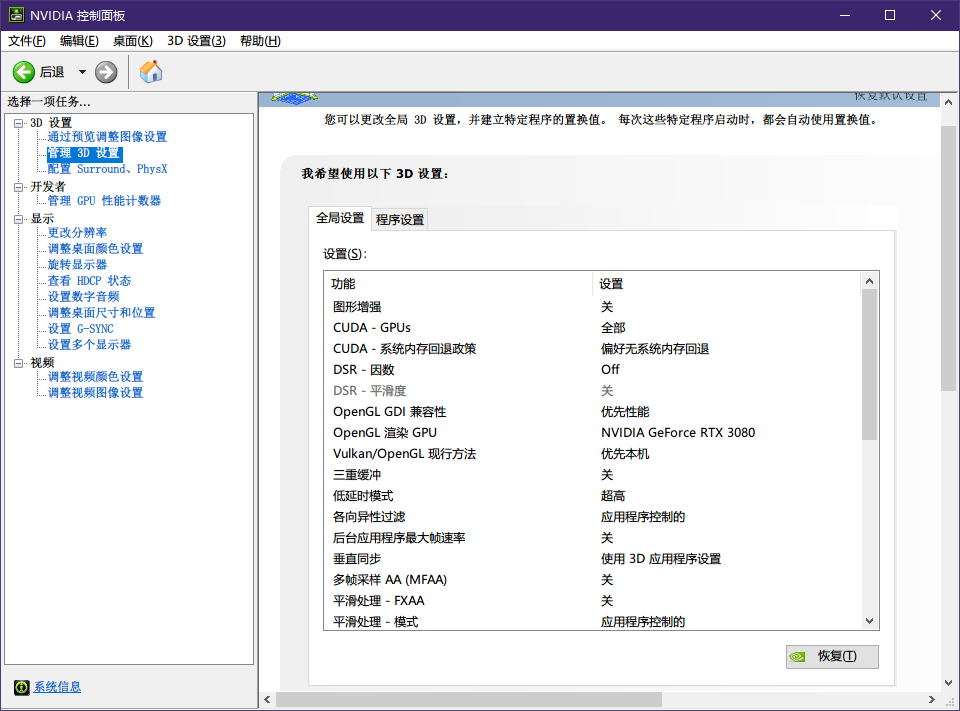 NVIDIA 控制面板
文件(F) 编辑(E) 桌面(K) 3D 设置(3) 帮助(H)
后退
选择一项任务...
3D 设置
通过预览调整图像设置
管理 3D 设置
配置 Surround、PhysX
开发者
管理 GPU 性能计数器
显示
更改分辨率
调整桌面颜色设置
旋转显示器
查看 HDCP 状态
设置数字音频
调整桌面尺寸和位置
设置 G-SYNC
设置多个显示器
视频
调整视频颜色设置
调整视频图像设置
系统信息
恢复默认设置
您可以更改全局 3D 设置，并建立特定程序的置换值。 每次这些特定程序启动时，都会自动使用置换值。
我希望使用以下 3D 设置:
全局设置 程序设置
设置(S):
功能 设置
图形增强 关
CUDA - GPUs 全部
CUDA - 系统内存回退政策 偏好无系统内存回退
DSR - 因数 Off
DSR - 平滑度 关
OpenGL GDI 兼容性 优先性能
OpenGL 渲染 GPU NVIDIA GeForce RTX 3080
Vulkan/OpenGL 现行方法 优先本机
三重缓冲 关
低延时模式 超高
各向异性过滤 应用程序控制的
后台应用程序最大帧速率 关
垂直同步 使用 3D 应用程序设置
多帧采样 AA (MFAA) 关
平滑处理 - FXAA 关
平滑处理 - 模式 应用程序控制的
恢复(T)